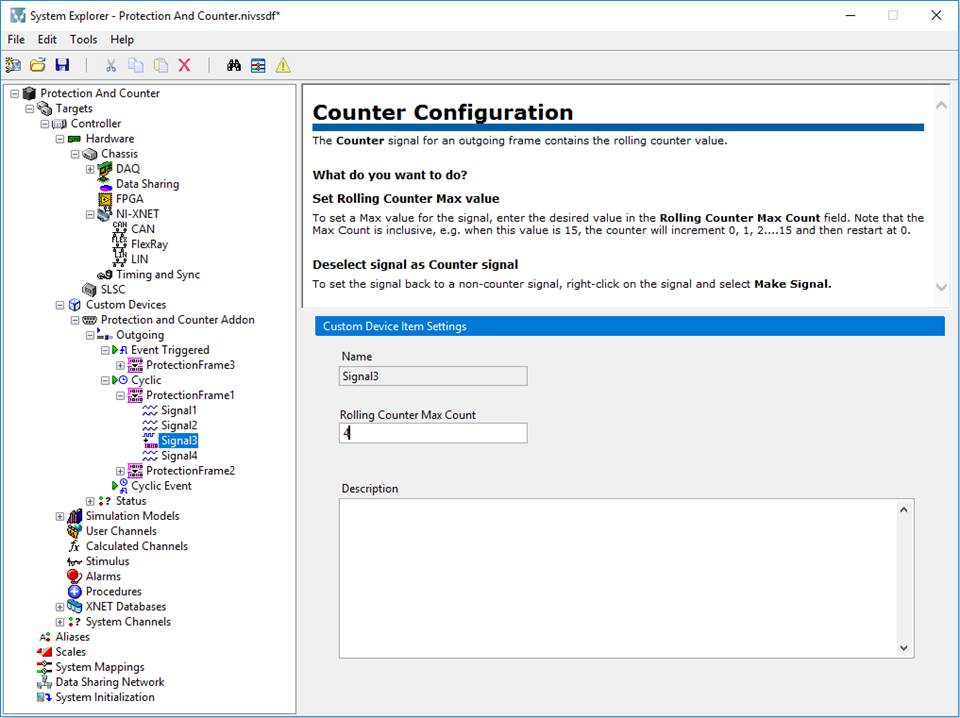 System Explorer - Protection And Counter.nivssdf*
File Edit Tools Help
Protection And Counter
Targets
Controller
Hardware
Chassis
DAQ
Data Sharing
FPGA
NI-XNET
CAN
CAN
FlexRay
FLEX
LIN
LIN
Timing and Sync
SLSC
Custom Devices
Protection and Counter Addon
Outgoing
Event Triggered
ProtectionFrame3
Cyclic
ProtectionFrame1
Signal1
Signal2
Signal3
Signal4
ProtectionFrame2
Cyclic Event
Status
Simulation Models
User Channels
Calculated Channels
Stimulus
Alarms
Procedures
XNET Databases
System Channels
Aliases
Scales
System Mappings
Data Sharing Network
System Initialization
Counter Configuration
The Counter signal for an outgoing frame contains the rolling counter value.
What do you want to do?
Set Rolling Counter Max value
To set a Max value for the signal, enter the desired value in the Rolling Counter Max Count field. Note that the
Max Count is inclusive, e.g. when this value is 15, the counter will increment 0, 1, 2....15 and then restart at 0.
Deselect signal as Counter signal
To set the signal back to a non-counter signal, right-click on the signal and select Make Signal.
Custom Device Item Settings
Name
Signal3
Rolling Counter Max Count
4
Description